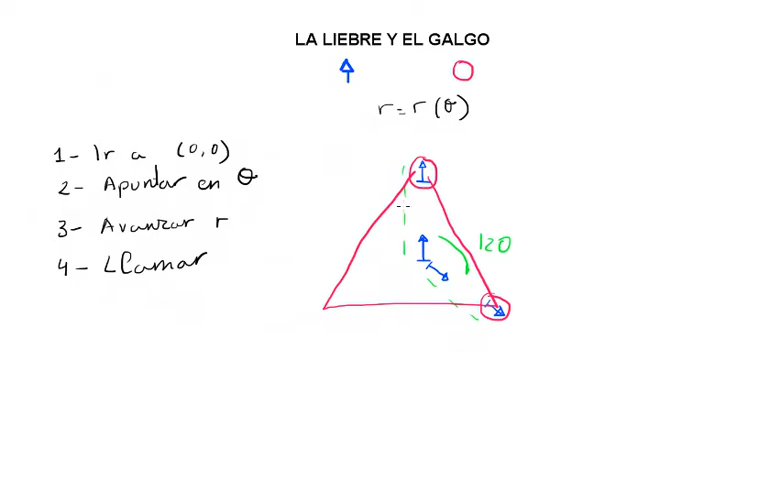 LA LIEBRE Y EL GALGO
r = r (θ)
1- Ir a (0,0)
2- Apuntar en θ
3- Avanzar r
4- LLamar
120